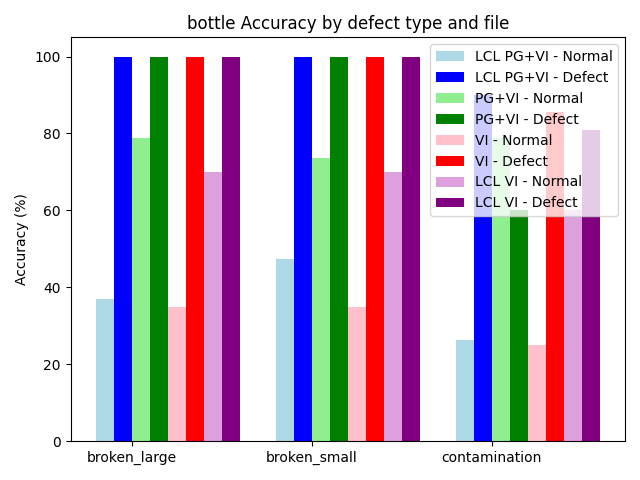 bottle Accuracy by defect type and file
LCL PG+VI - Normal
LCL PG+VI - Defect
PG+VI - Normal
PG+VI - Defect
VI - Normal
VI - Defect
LCL VI - Normal
LCL VI - Defect
Accuracy (%)
100
80
60
40
20
0
broken_large
broken_small
contamination